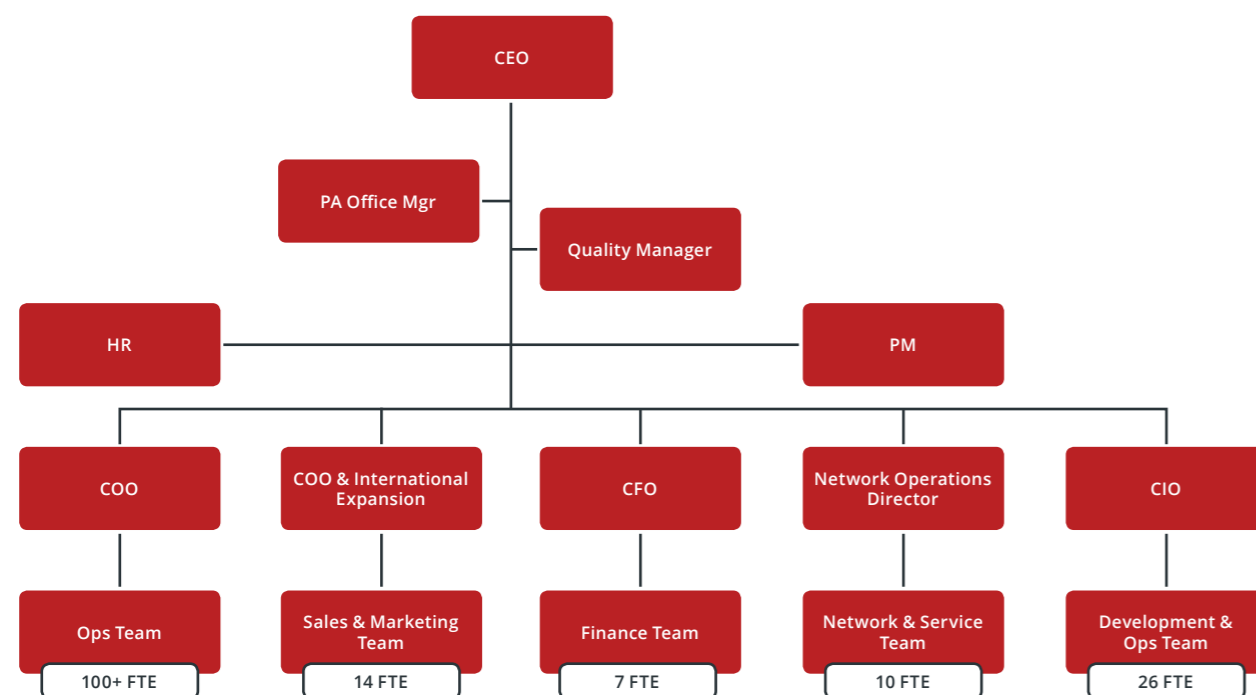 CEO
PA Office Mgr
Quality Manager
HR
PM
COO
COO & International
Expansion
CFO
Network Operations
Director
CIO
Ops Team
Sales & Marketing
Team
Finance Team
Network & Service
Team
Development &
Ops Team
100+ FTE
14 FTE
7 FTE
10 FTE
26 FTE